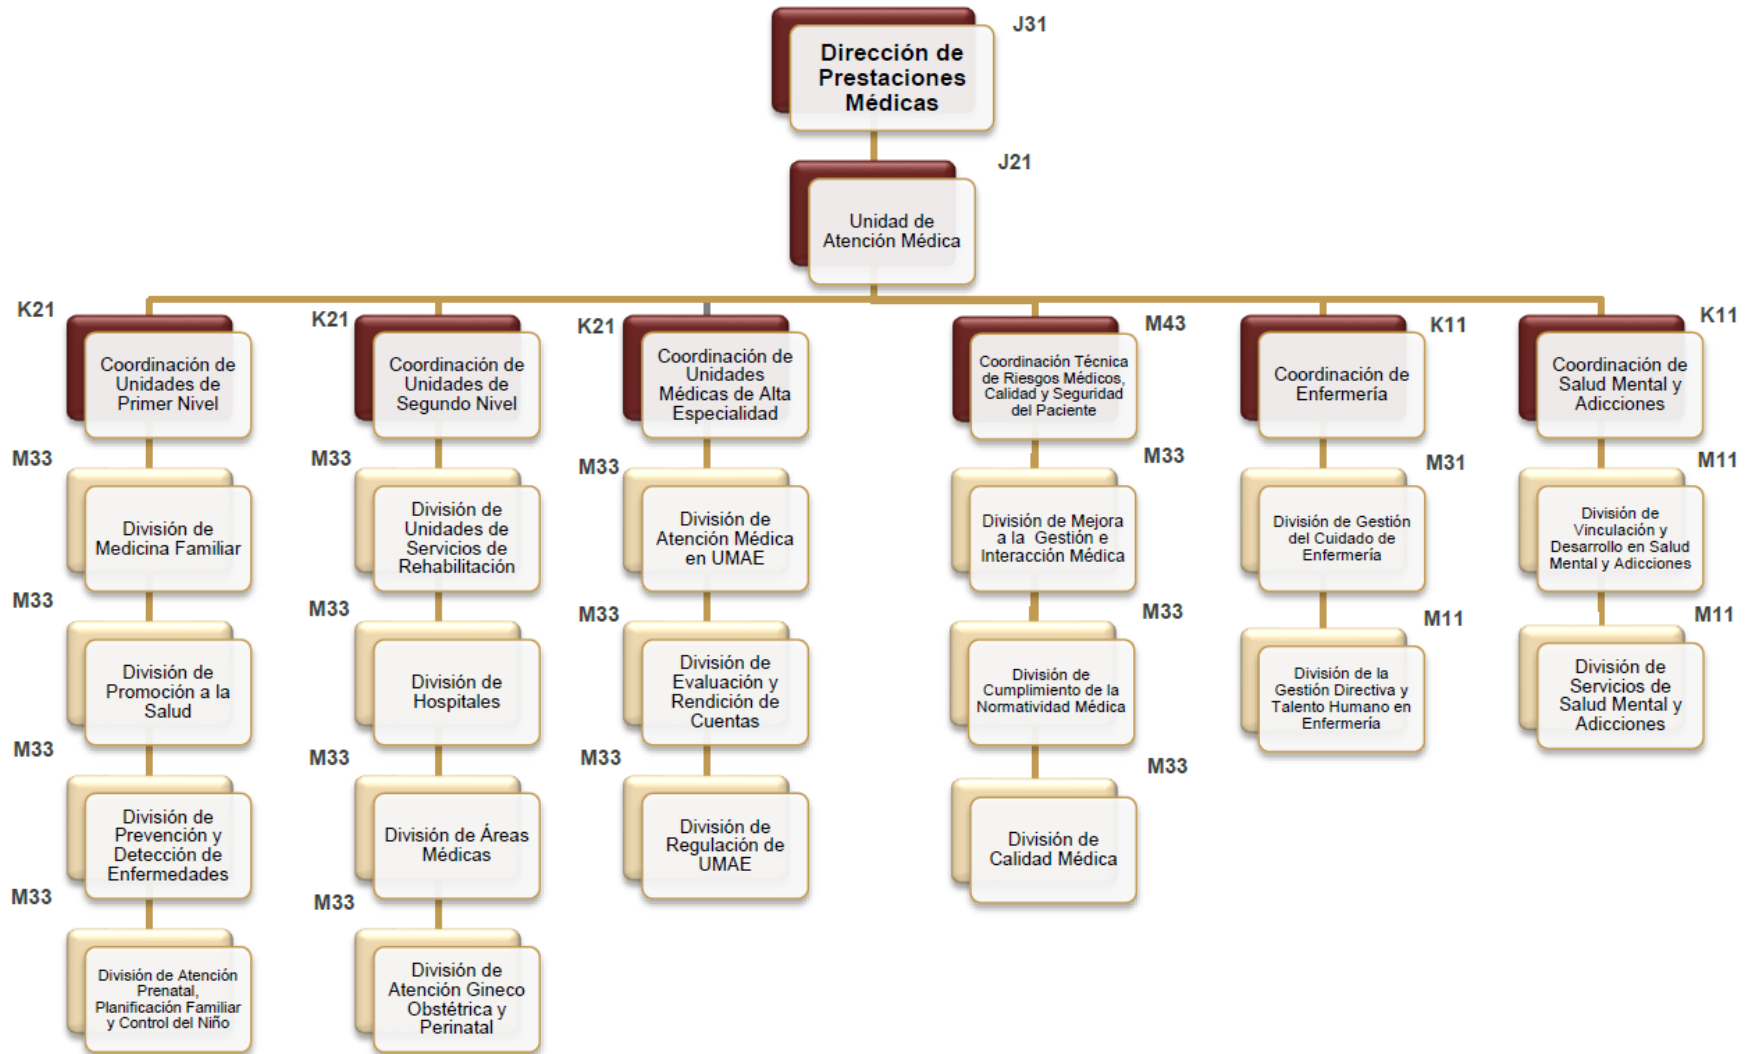 J31
Dirección de
Prestaciones
Médicas
J21
Unidad de
Atención Médica
K21
Coordinación de
Unidades de
Primer Nivel
K21
Coordinación de
Unidades de
Segundo Nivel
K21
Coordinación de
Unidades
Médicas de Alta
Especialidad
M43
Coordinación Técnica
de Riesgos Médicos,
Calidad y Seguridad
del Paciente
K11
Coordinación de
Enfermería
K11
Coordinación de
Salud Mental y
Adicciones
M33
División de
Medicina Familiar
M33
División de
Unidades de
Servicios de
Rehabilitación
M33
División de
Atención Médica
en UMAE
M33
División de Mejora
a la Gestión e
Interacción Médica
M31
División de Gestión
del Cuidado de
Enfermería
M11
División de
Vinculación y
Desarrollo en Salud
Mental y Adicciones
M33
División de
Promoción a la
Salud
M33
División de
Hospitales
M33
División de
Evaluación y
Rendición de
Cuentas
M33
División de
Cumplimiento de la
Normatividad Médica
M11
División de la
Gestión Directiva y
Talento Humano en
Enfermería
M11
División de
Servicios de
Salud Mental y
Adicciones
M33
División de
Prevención y
Detección de
Enfermedades
M33
División de Áreas
Médicas
M33
División de
Regulación de
UMAE
M33
División de
Calidad Médica
M33
División de Atención
Prenatal,
Planificación Familiar
y Control del Niño
M33
División de
Atención Gineco
Obstétrica y
Perinatal